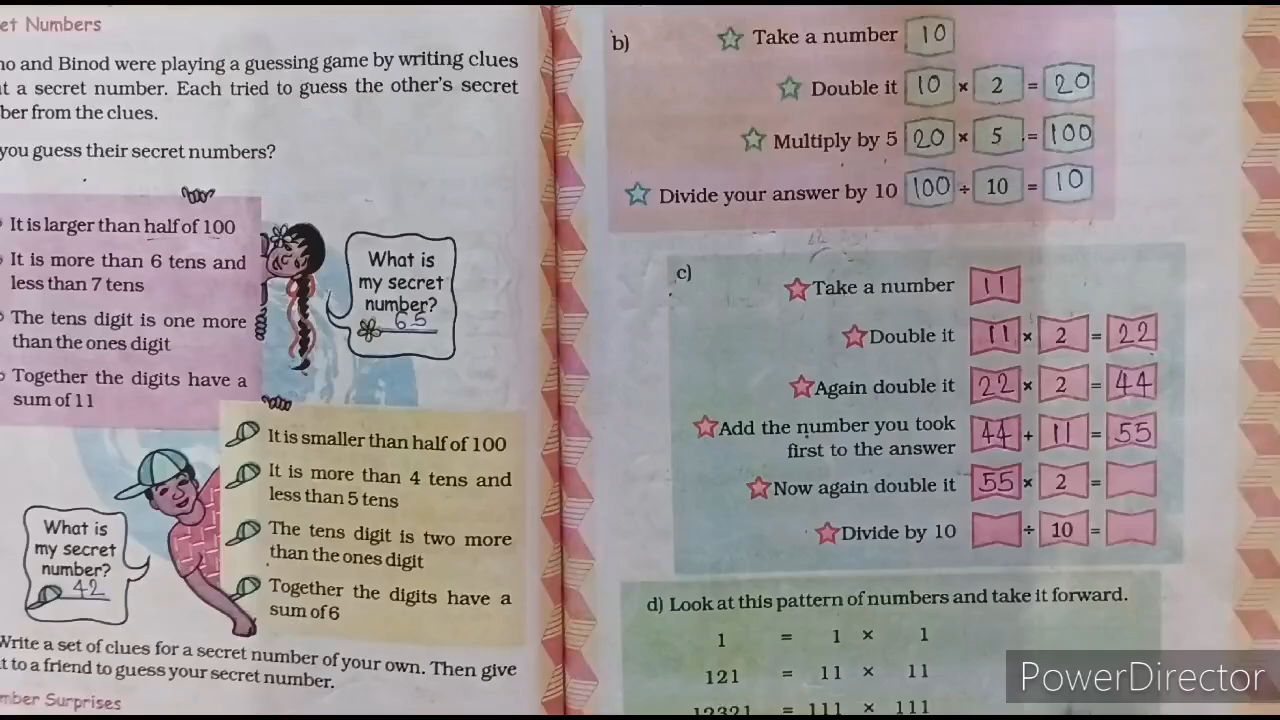 et Numbers
no and Binod were playing a guessing game by writing clues
t a secret number. Each tried to guess the other's secret
ber from the clues.
you guess their secret numbers?
It is larger than half of 100
It is more than 6 tens and
less than 7 tens
The tens digit is one more
than the ones digit
Together the digits have a
sum of 11
What is
my secret
number?
65
It is smaller than half of 100
It is more than 4 tens and
less than 5 tens
The tens digit is two more
than the ones digit
Together the digits have a
sum of 6
What is
my secret
number?
42
Write a set of clues for a secret number of your own. Then give
t to a friend to guess your secret number.
mber Surprises
b)
Take a number 10
Double it 10 × 2 = 20
Multiply by 5 20 × 5 = 100
Divide your answer by 10 100 ÷ 10 = 10
c)
Take a number 11
Double it 11 × 2 = 22
Again double it 22 × 2 = 44
Add the number you took
first to the answer 44 + 11 = 55
Now again double it 55 × 2 =
Divide by 10 ÷ 10 =
d) Look at this pattern of numbers and take it forward.
1 = 1 × 1
121 = 11 × 11
12321 = 111 × 111
PowerDirector